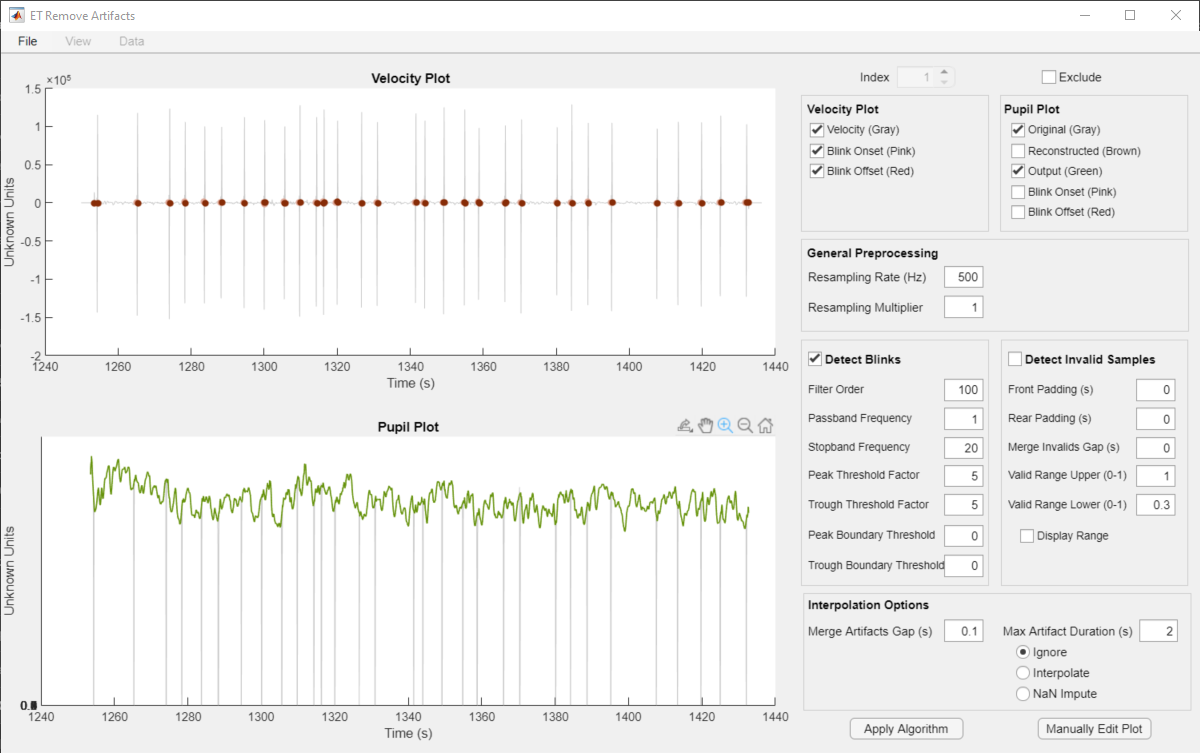 ET Remove Artifacts
File View Data
Velocity Plot
×10⁵
1.5
1
0.5
0
-0.5
-1
-1.5
-2
Unknown Units
1240 1260 1280 1300 1320 1340 1360 1380 1400 1420 1440
Time (s)
Pupil Plot
Unknown Units
1240 1260 1280 1300 1320 1340 1360 1380 1400 1420 1440
Time (s)
Index 1
Exclude
Velocity Plot
Velocity (Gray)
Blink Onset (Pink)
Blink Offset (Red)
Pupil Plot
Original (Gray)
Reconstructed (Brown)
Output (Green)
Blink Onset (Pink)
Blink Offset (Red)
General Preprocessing
Resampling Rate (Hz) 500
Resampling Multiplier 1
Detect Blinks
Filter Order 100
Passband Frequency 1
Stopband Frequency 20
Peak Threshold Factor 5
Trough Threshold Factor 5
Peak Boundary Threshold 0
Trough Boundary Threshold 0
Detect Invalid Samples
Front Padding (s) 0
Rear Padding (s) 0
Merge Invalids Gap (s) 0
Valid Range Upper (0-1) 1
Valid Range Lower (0-1) 0.3
Display Range
Interpolation Options
Merge Artifacts Gap (s) 0.1
Max Artifact Duration (s) 2
Ignore
Interpolate
NaN Impute
Apply Algorithm
Manually Edit Plot